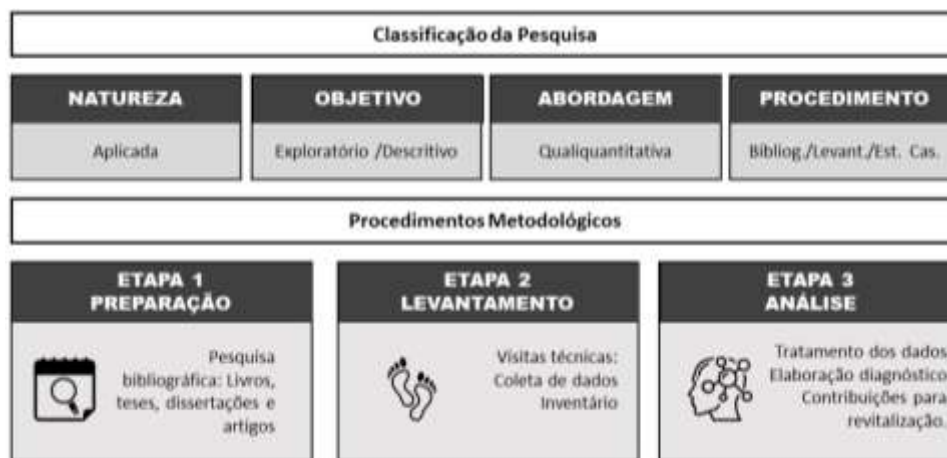 Classificação da Pesquisa
NATUREZA
Aplicada
OBJETIVO
Exploratório /Descritivo
ABORDAGEM
Qualiquantitativa
PROCEDIMENTO
Bibliog./Levant./Est. Cas.
Procedimentos Metodológicos
ETAPA 1
PREPARAÇÃO
Pesquisa
bibliográfica: Livros,
teses, dissertações e
artigos
ETAPA 2
LEVANTAMENTO
Visitas técnicas:
Coleta de dados
Inventário
ETAPA 3
ANÁLISE
Tratamento dos dados
Elaboração diagnóstico
Contribuições para
revitalização.